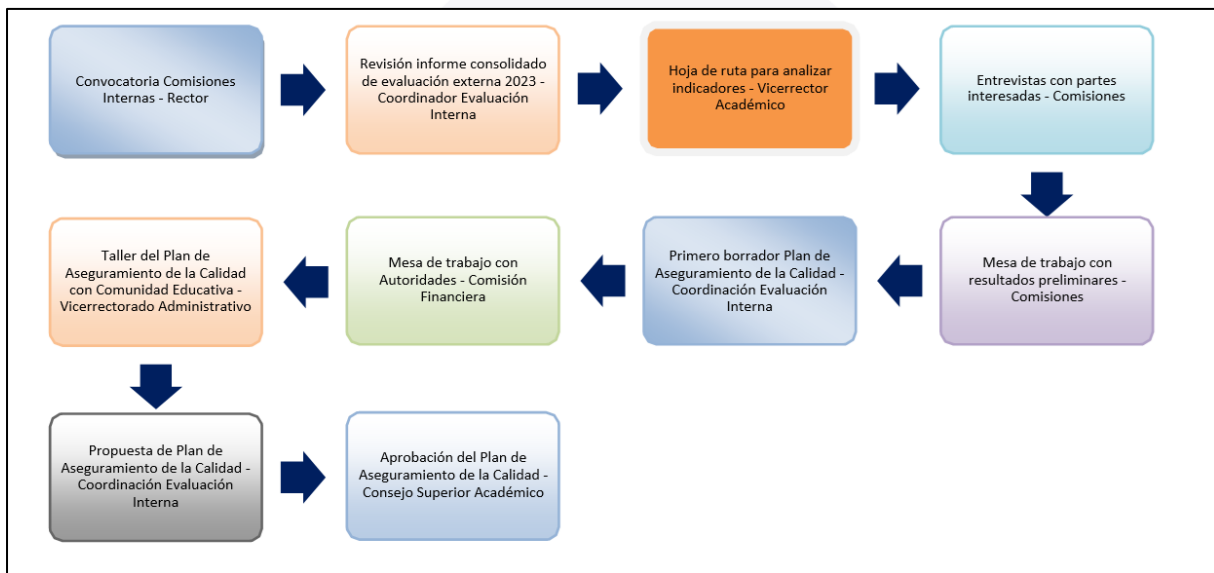 Convocatoria Comisiones
Internas - Rector
Revisión informe consolidado
de evaluación externa 2023 -
Coordinador Evaluación
Interna
Hoja de ruta para analizar
indicadores - Vicerrector
Académico
Entrevistas con partes
interesadas - Comisiones
Mesa de trabajo con
resultados preliminares -
Comisiones
Primero borrador Plan de
Aseguramiento de la Calidad -
Coordinación Evaluación
Interna
Mesa de trabajo con
Autoridades - Comisión
Financiera
Taller del Plan de
Aseguramiento de la Calidad
con Comunidad Educativa -
Vicerrectorado Administrativo
Propuesta de Plan de
Aseguramiento de la Calidad -
Coordinación Evaluación
Interna
Aprobación del Plan de
Aseguramiento de la Calidad -
Consejo Superior Académico